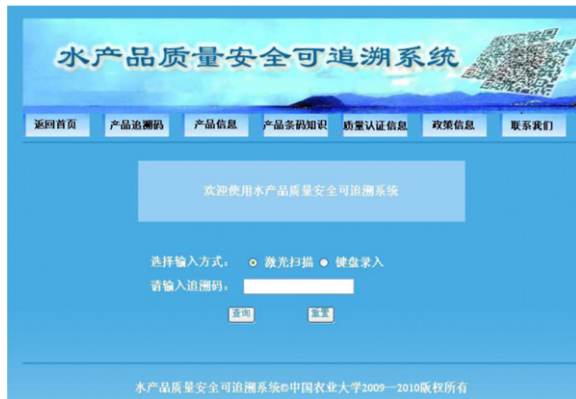 水产品质量安全可追溯系统
返回首页 产品追溯码 产品信息 产品条码知识 质量认证信息 政策信息 联系我们
欢迎使用水产品质量安全可追溯系统
选择输入方式： 激光扫描 键盘录入
请输入追溯码：
查询 重置
水产品质量安全可追溯系统©中国农业大学2009—2010版权所有